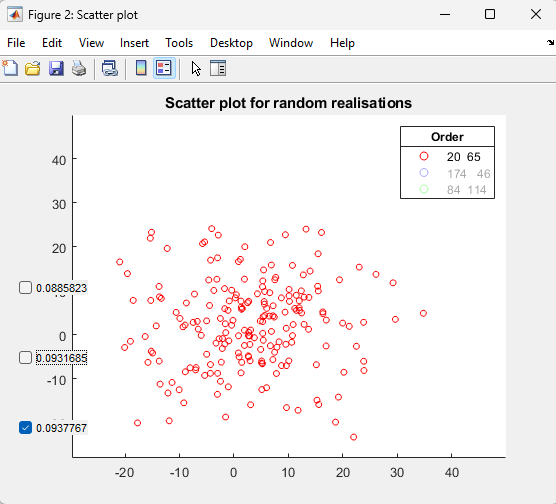 Figure 2: Scatter plot
File Edit View Insert Tools Desktop Window Help
Scatter plot for random realisations
Order
20 65
174 46
84 114
40
30
20
0.0885823
0
0.0931685
-10
0.0937767
-20 -10 0 10 20 30 40